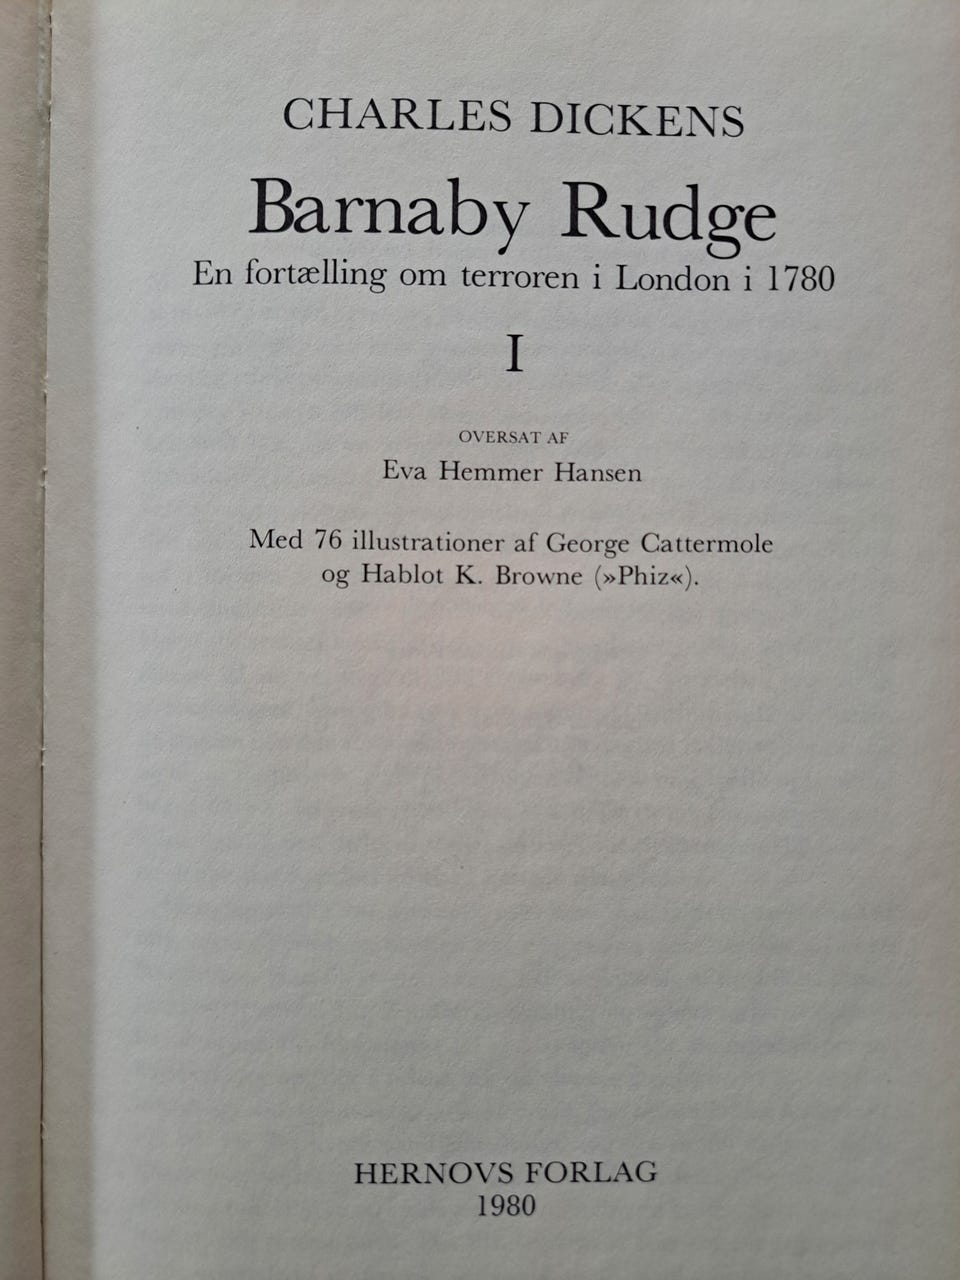 CHARLES DICKENS
Barnaby Rudge
En fortælling om terroren i London i 1780
I
OVERSAT AF
Eva Hemmer Hansen
Med 76 illustrationer af George Cattermole
og Hablot K. Browne (»Phiz«).
HERNOVS FORLAG
1980